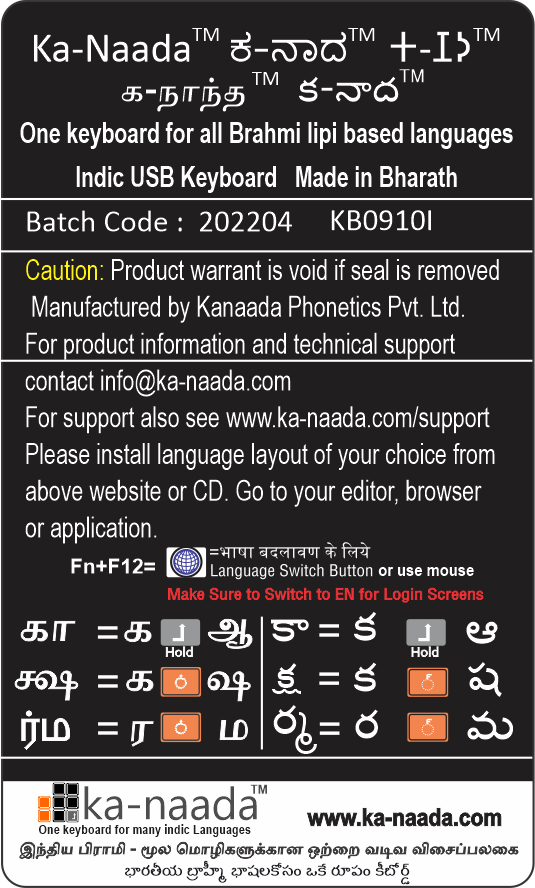 Ka-Naada™ ಕ-ನಾದ™ 𑀓-𑀦𑀸𑀤™
க-நாந்த™ క-నాద™
One keyboard for all Brahmi lipi based languages
Indic USB Keyboard Made in Bharath
Batch Code : 202204 KB0910I
Caution: Product warrant is void if seal is removed
Manufactured by Kanaada Phonetics Pvt. Ltd.
For product information and technical support
contact info@ka-naada.com
For support also see www.ka-naada.com/support
Please install language layout of your choice from
above website or CD. Go to your editor, browser
or application.
=भाषा बदलावण के लिये
Fn+F12= Language Switch Button or use mouse
Make Sure to Switch to EN for Login Screens
கா = க Hold ஆ కా = క Hold ఆ
க்ஷ = க ஷ క్ష = క ష
ர்ம = ர ம ర్మ = ర మ
ka-naada™
One keyboard for many indic Languages
www.ka-naada.com
இந்திய பிராமி - மூல மொழிகளுக்கான ஒற்றை வடிவ விசைப்பலகை
భారతీయ బ్రాహ్మీ భాషలకోసం ఒకే రూపం కీబోర్డ్